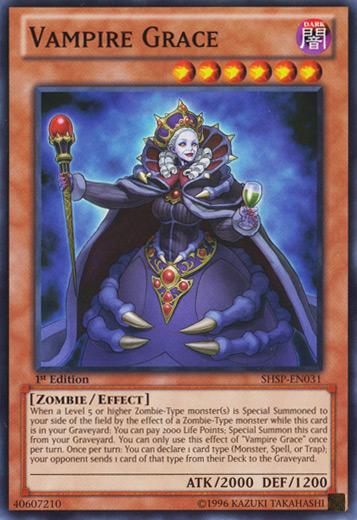 VAMPIRE GRACE
DARK
闇
1st Edition
SHSP-EN031
[ZOMBIE / EFFECT]
When a Level 5 or higher Zombie-Type monster(s) is Special Summoned to
your side of the field by the effect of a Zombie-Type monster while this card
is in your Graveyard: You can pay 2000 Life Points; Special Summon this card
from your Graveyard. You can only use this effect of "Vampire Grace" once
per turn. Once per turn: You can declare 1 card type (Monster, Spell, or Trap);
your opponent sends 1 card of that type from their Deck to the Graveyard.
ATK/2000 DEF/1200
40607210
©1996 KAZUKI TAKAHASHI